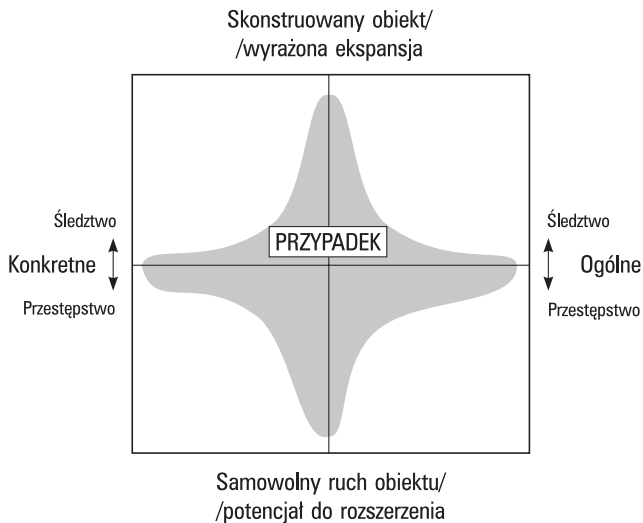 Skonstruowany obiekt/
/wyrażona ekspansja
Śledztwo
Konkretne
Przestępstwo
PRZYPADEK
Śledztwo
Ogólne
Przestępstwo
Samowolny ruch obiektu/
/potencjał do rozszerzenia